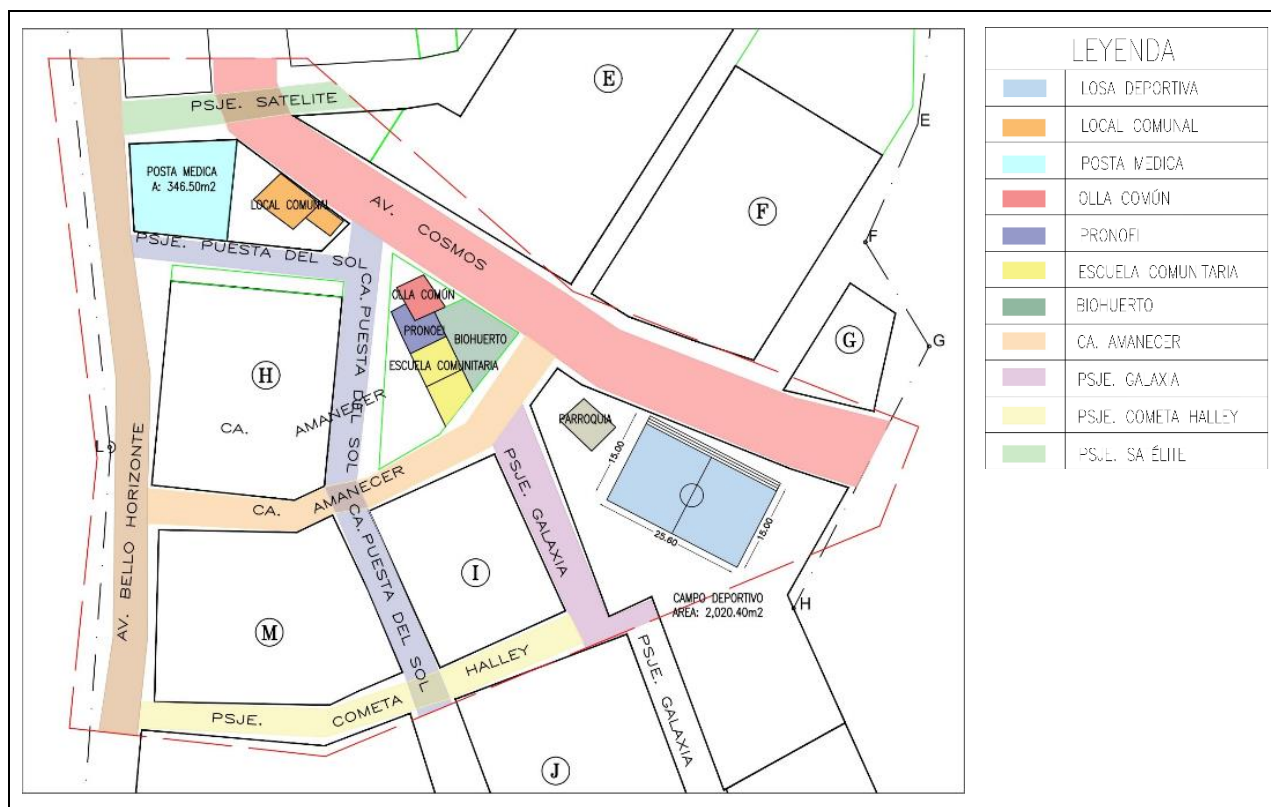 E
PSJE. SATELITE
E
POSTA MEDICA
A: 346.50m2
LOCAL COMUNAL
AV. COSMOS
F
F
PSJE. PUESTA DEL SOL
CA. PUESTA DEL SOL
OLLA COMÚN
PRONOEI
BIOHUERTO
ESCUELA COMUNITARIA
G
G
H
CA. AMANECER
PARROQUIA
15.00
25.60
15.00
L
AV. BELLO HORIZONTE
CA. AMANECER
PSJE. GALAXIA
CA. PUESTA DEL SOL
I
CAMPO DEPORTIVO
AREA: 2,020.40m2
H
M
PSJE. COMETA HALLEY
PSJE. GALAXIA
J
LEYENDA
LOSA DEPORTIVA
LOCAL COMUNAL
POSTA MEDICA
OLLA COMÚN
PRONOEI
ESCUELA COMUNITARIA
BIOHUERTO
CA. AMANECER
PSJE. GALAXIA
PSJE. COMETA HALLEY
PSJE. SA ÉLITE